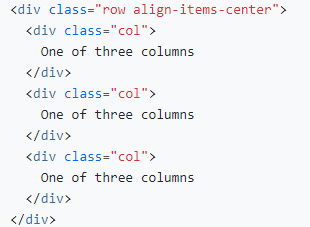 <div class="row align-items-center">
  <div class="col">
    One of three columns
  </div>
  <div class="col">
    One of three columns
  </div>
  <div class="col">
    One of three columns
  </div>
</div>